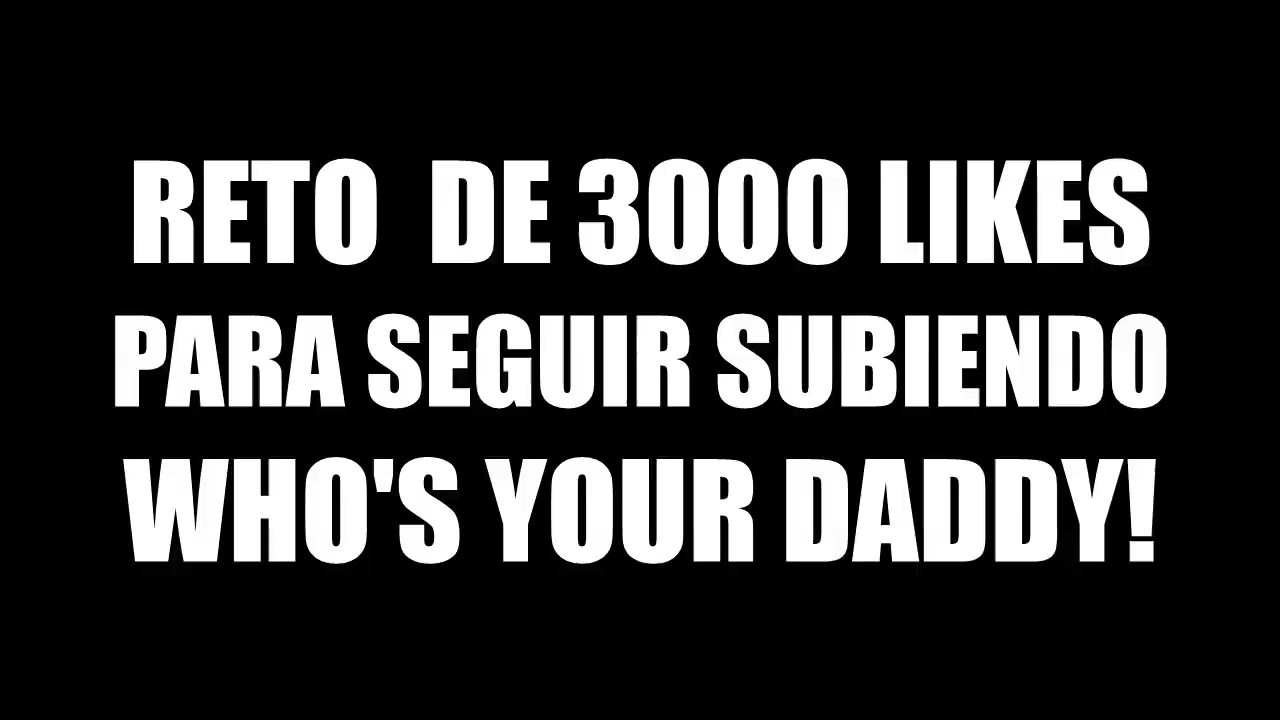 RETO DE 3000 LIKES
PARA SEGUIR SUBIENDO
WHO'S YOUR DADDY!